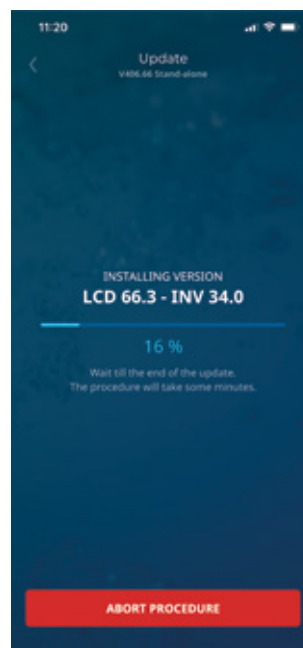 11:20
Update
V406.66 Stand-alone
INSTALLING VERSION
LCD 66.3 - INV 34.0
16 %
Wait till the end of the update.
The procedure will take some minutes.
ABORT PROCEDURE